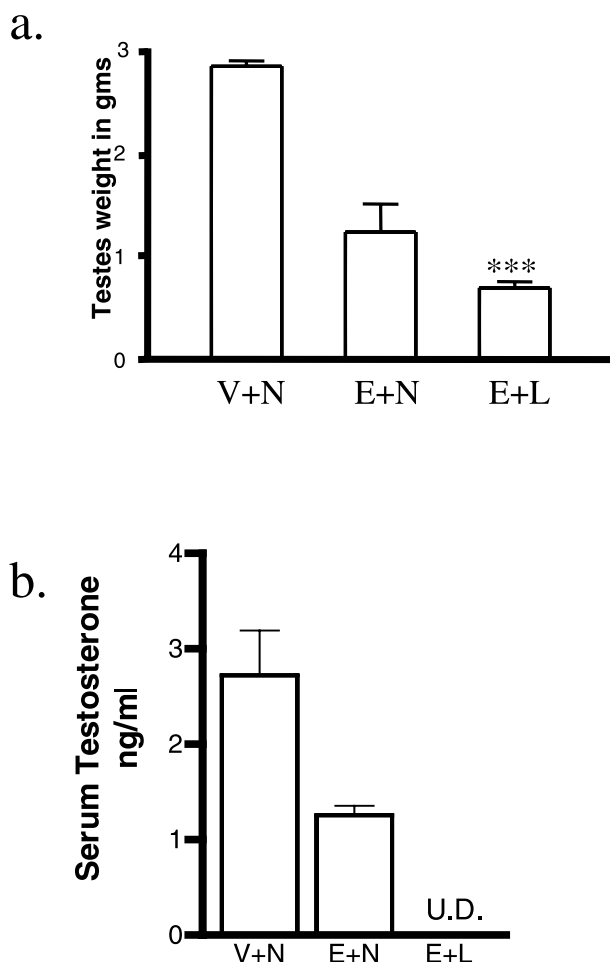 a.
Testes weight in gms
3
2
1
0
***
V+N E+N E+L
b.
Serum Testosterone
ng/ml
4
3
2
1
0
U.D.
V+N E+N E+L